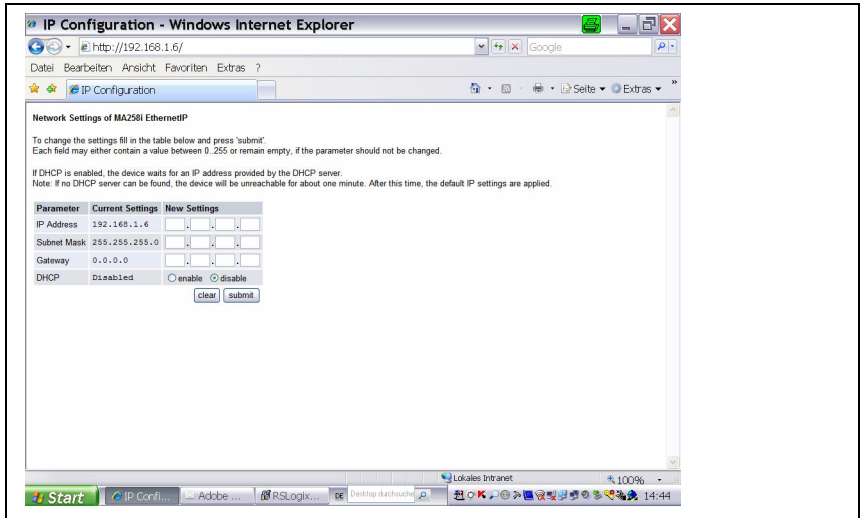 IP Configuration - Windows Internet Explorer
http://192.168.1.6/
Google
Datei Bearbeiten Ansicht Favoriten Extras ?
IP Configuration
Seite Extras »
Network Settings of MA258i EthernetIP
To change the settings fill in the table below and press 'submit'.
Each field may either contain a value between 0..255 or remain empty, if the parameter should not be changed.
If DHCP is enabled, the device waits for an IP address provided by the DHCP server.
Note: If no DHCP server can be found, the device will be unreachable for about one minute. After this time, the default IP settings are applied.
Parameter Current Settings New Settings
IP Address 192.168.1.6 . . .
Subnet Mask 255.255.255.0 . . .
Gateway 0.0.0.0 . . .
DHCP Disabled enable disable
clear submit
Lokales Intranet 100%
Start IP Confi... Adobe ... RSLogix... DE Desktop durchsuche 14:44